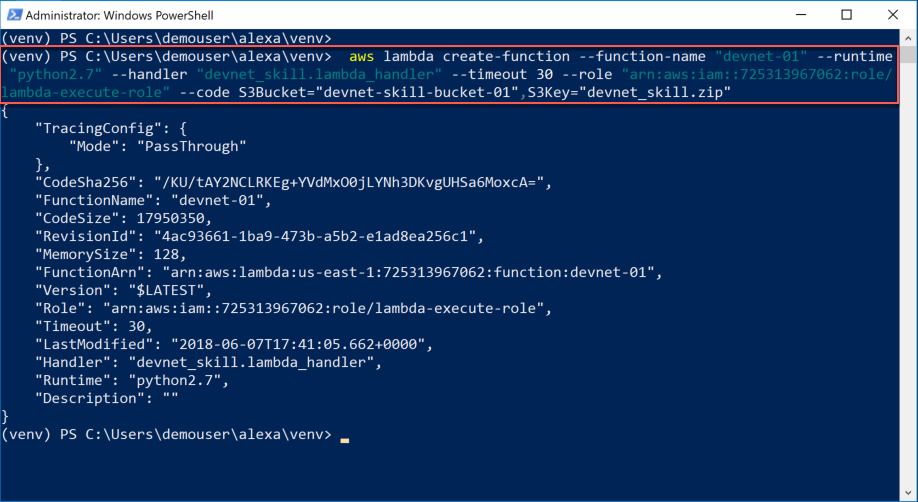 Administrator: Windows PowerShell
(venv) PS C:\Users\demouser\alexa\venv>
(venv) PS C:\Users\demouser\alexa\venv>  aws lambda create-function --function-name "devnet-01" --runtime
"python2.7" --handler "devnet_skill.lambda_handler" --timeout 30 --role "arn:aws:iam::725313967062:role/
lambda-execute-role" --code S3Bucket="devnet-skill-bucket-01",S3Key="devnet_skill.zip"
{
    "TracingConfig": {
        "Mode": "PassThrough"
    },
    "CodeSha256": "/KU/tAY2NCLRKEg+YVdMxO0jLYNh3DKvgUHSa6MoxcA=",
    "FunctionName": "devnet-01",
    "CodeSize": 17950350,
    "RevisionId": "4ac93661-1ba9-473b-a5b2-e1ad8ea256c1",
    "MemorySize": 128,
    "FunctionArn": "arn:aws:lambda:us-east-1:725313967062:function:devnet-01",
    "Version": "$LATEST",
    "Role": "arn:aws:iam::725313967062:role/lambda-execute-role",
    "Timeout": 30,
    "LastModified": "2018-06-07T17:41:05.662+0000",
    "Handler": "devnet_skill.lambda_handler",
    "Runtime": "python2.7",
    "Description": ""
}
(venv) PS C:\Users\demouser\alexa\venv>